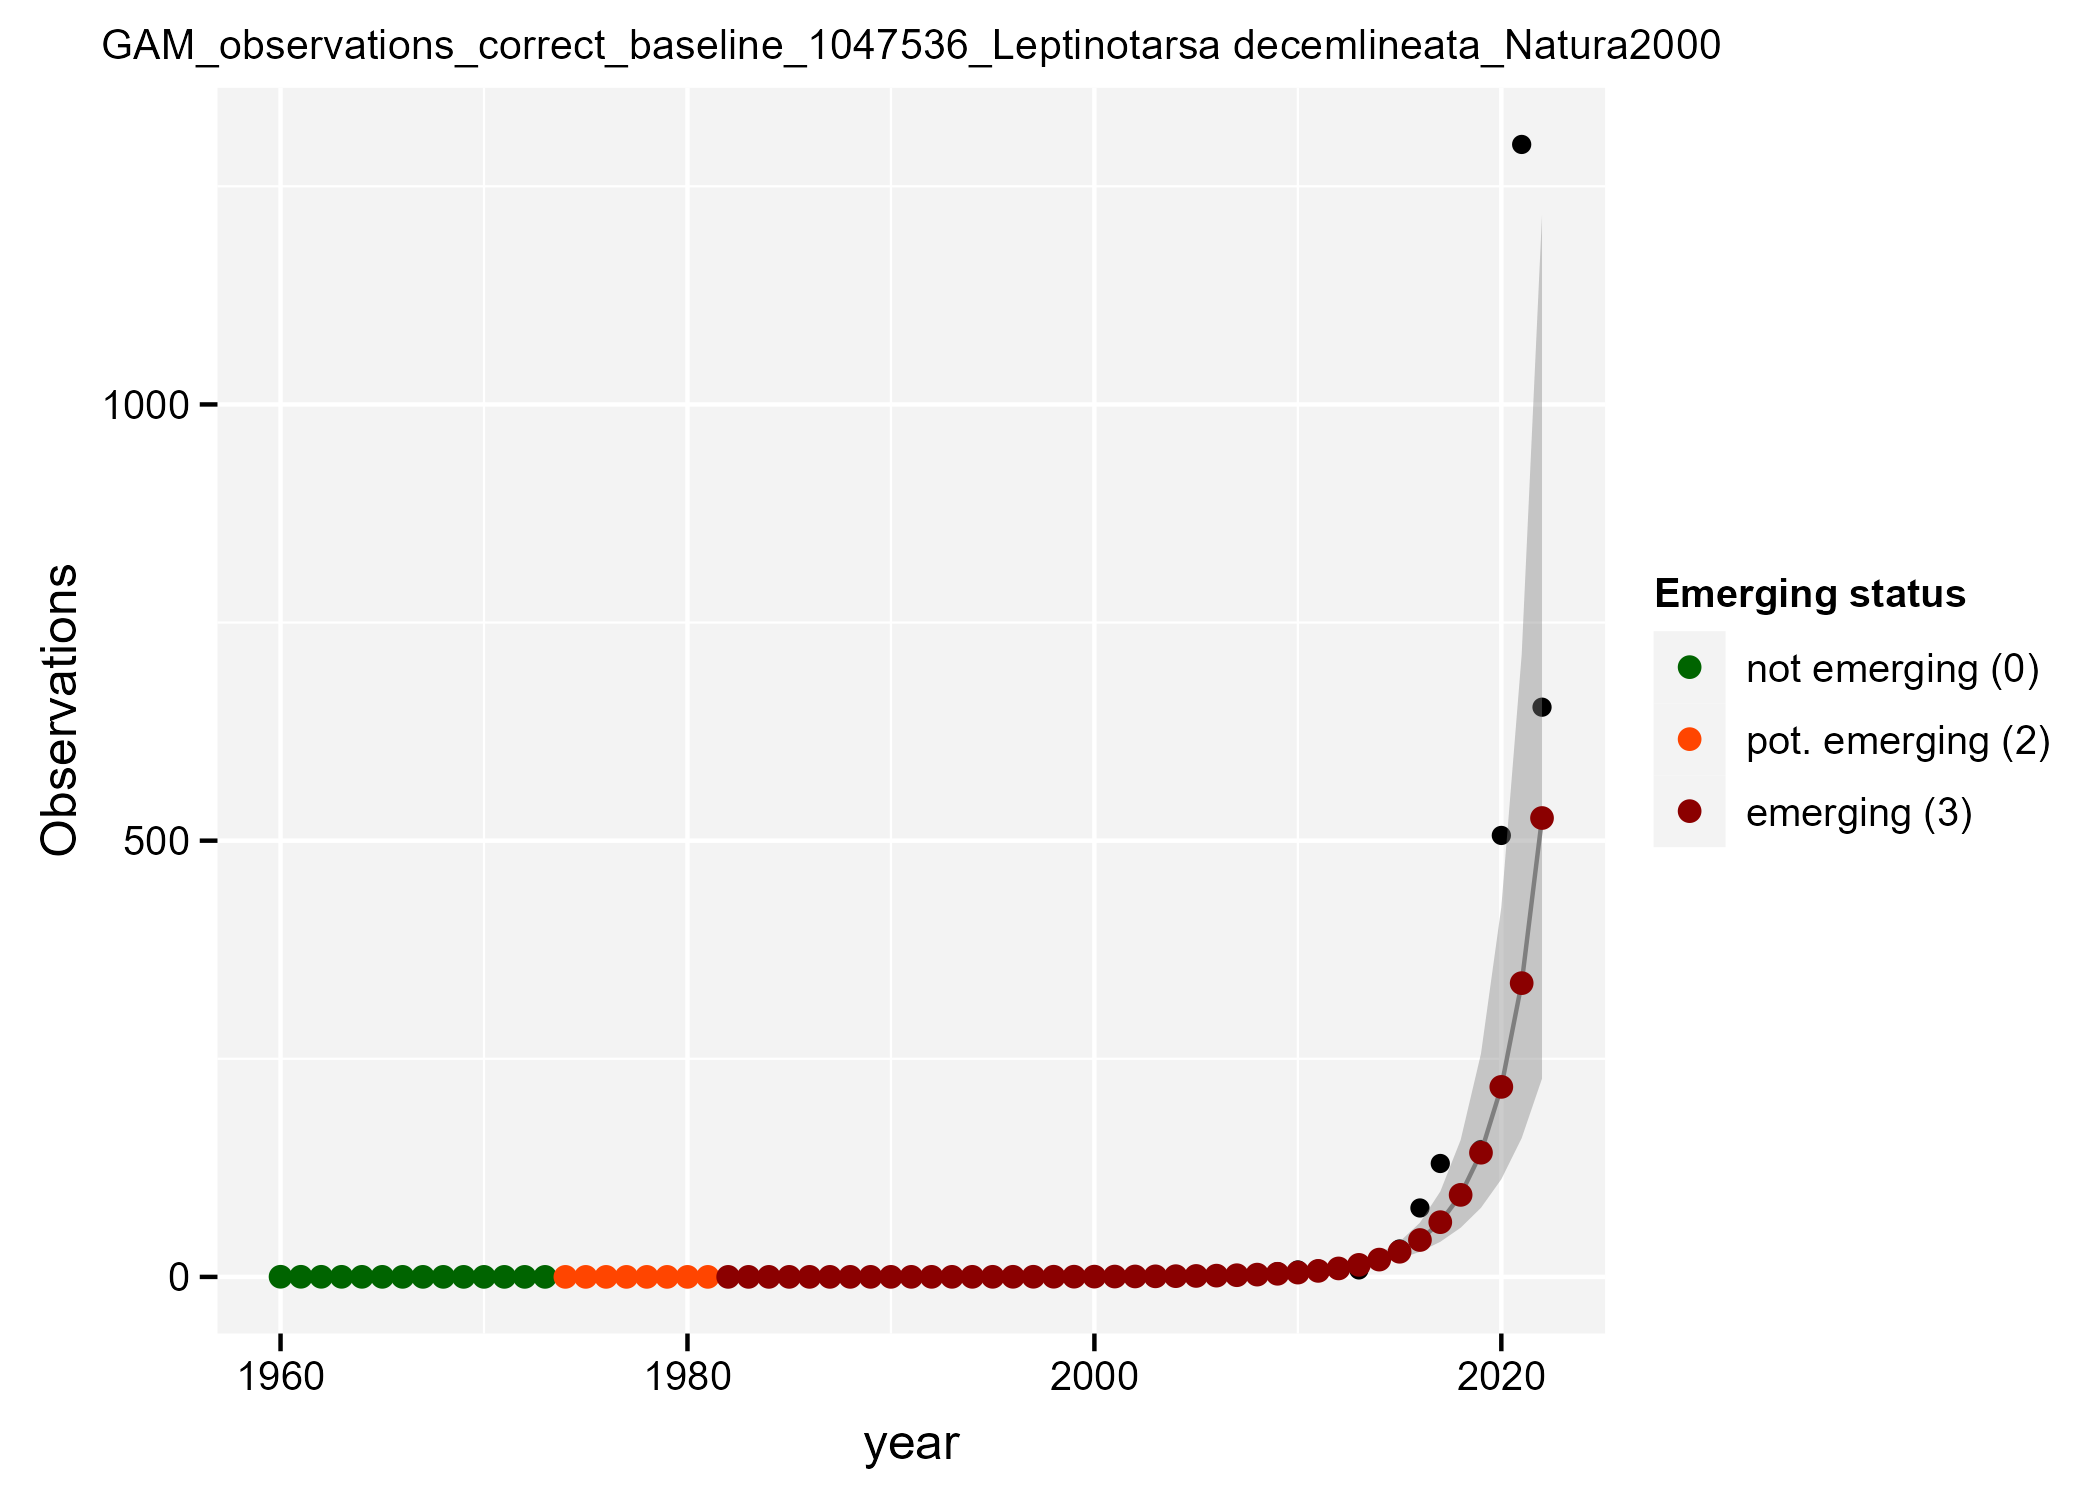 GAM_observations_correct_baseline_1047536_Leptinotarsa decemlineata_Natura2000
1000
500
0
Observations
1960
1980
2000
2020
year
Emerging status
not emerging (0)
pot. emerging (2)
emerging (3)